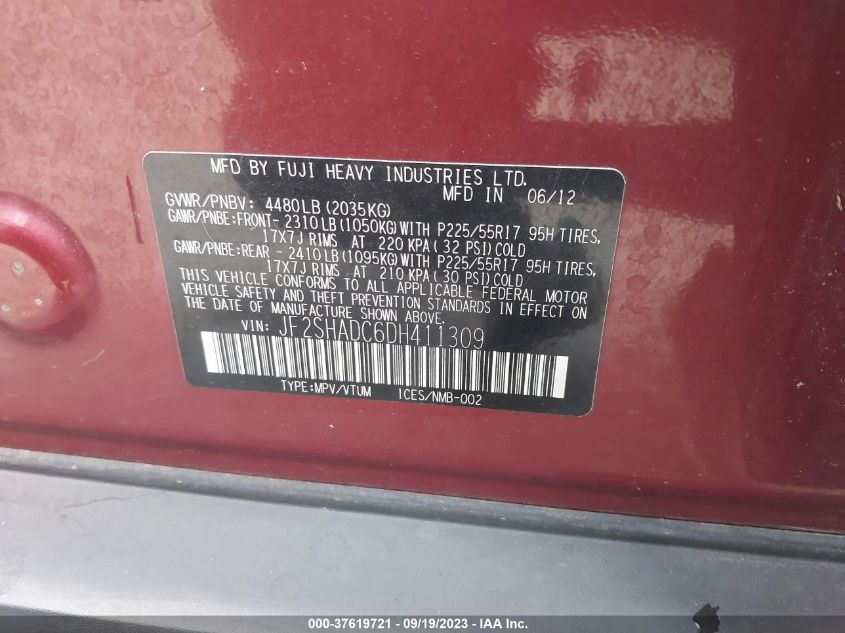 MFD BY FUJI HEAVY INDUSTRIES LTD.
MFD IN 06/12
GVWR/PNBV: 4480LB(2035KG)
GAWR/PNBE:FRONT- 2310LB(1050KG)WITH P225/55R17 95H TIRES,
17X7J RIMS AT 220 KPA( 32 PSI)COLD
GAWR/PNBE:REAR - 2410LB(1095KG)WITH P225/55R17 95H TIRES,
17X7J RIMS AT 210 KPA( 30 PSI)COLD
THIS VEHICLE CONFORMS TO ALL APPLICABLE FEDERAL MOTOR
VEHICLE SAFETY AND THEFT PREVENTION STANDARDS IN EFFECT ON
THE DATE OF MANUFACTURE SHOWN ABOVE.
VIN: JF2SHADC6DH411309
TYPE:MPV/VTUM ICES/NMB-002
000-37619721 - 09/19/2023 - IAA Inc.